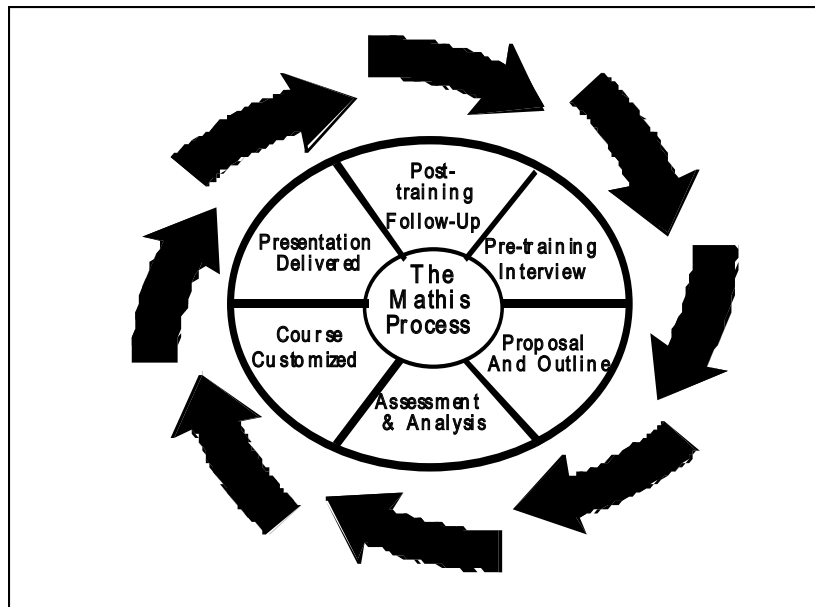 Post-
training
Follow-Up
Pre-training
Interview
Proposal
And Outline
Assessment
& Analysis
Course
Customized
Presentation
Delivered
The
Mathis
Process